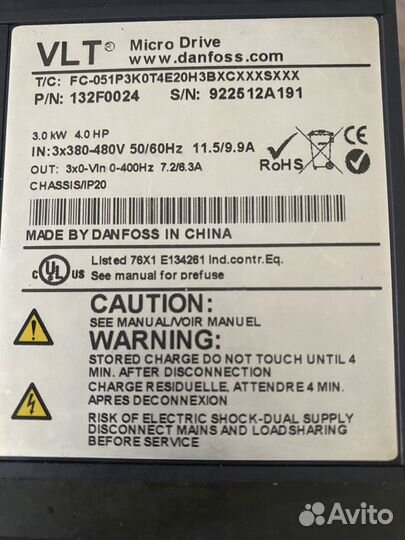 VLT® Micro Drive
www.danfoss.com
T/C: FC-051P3K0T4E20H3BXCXXXSXXX
P/N: 132F0024 S/N: 922512A191
3.0 kW 4.0 HP
IN: 3x380-480V 50/60Hz 11.5/9.9A
OUT: 3x0-Vin 0-400Hz 7.2/6.3A
CHASSIS/IP20
RoHS
MADE BY DANFOSS IN CHINA
c UL us Listed 76X1 E134261 Ind.contr.Eq.
See manual for prefuse
CAUTION:
SEE MANUAL/VOIR MANUEL
WARNING:
STORED CHARGE DO NOT TOUCH UNTIL 4
MIN. AFTER DISCONNECTION
CHARGE RESIDUELLE, ATTENDRE 4 MIN.
APRES DECONNEXION
RISK OF ELECTRIC SHOCK-DUAL SUPPLY
DISCONNECT MAINS AND LOADSHARING
BEFORE SERVICE
Avito